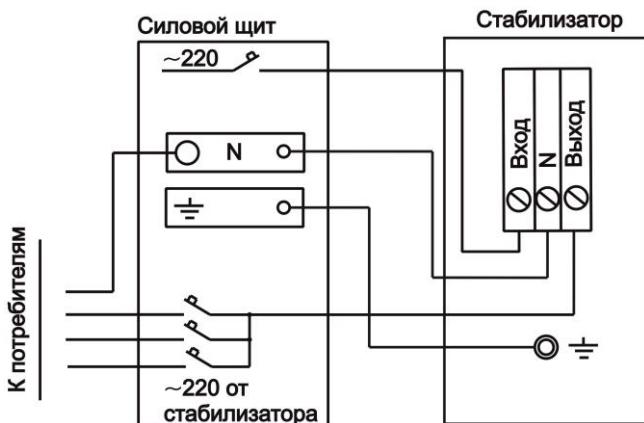 Силовой щит
Стабилизатор
~220
Вход
N
Выход
N
К потребителям
~220 от
стабилизатора